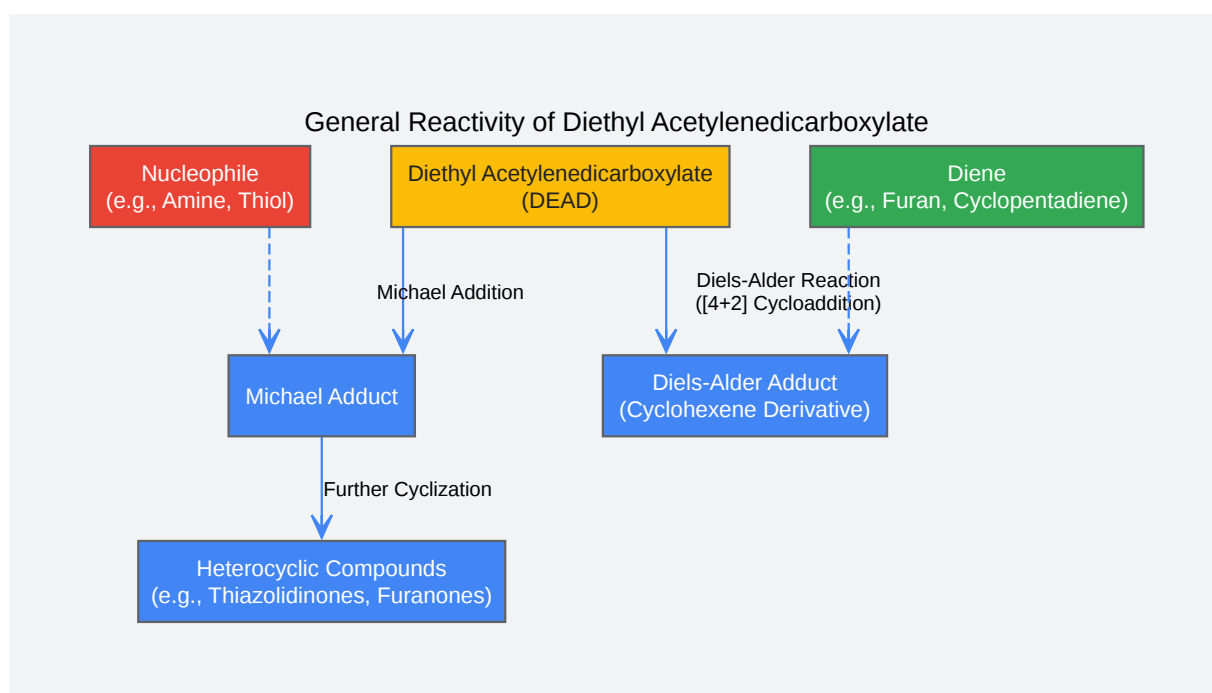 General Reactivity of Diethyl Acetylenedicarboxylate
Nucleophile
(e.g., Amine, Thiol)
Diethyl Acetylenedicarboxylate
(DEAD)
Diene
(e.g., Furan, Cyclopentadiene)
Michael Addition
Diels-Alder Reaction
([4+2] Cycloaddition)
Michael Adduct
Diels-Alder Adduct
(Cyclohexene Derivative)
Further Cyclization
Heterocyclic Compounds
(e.g., Thiazolidinones, Furanones)